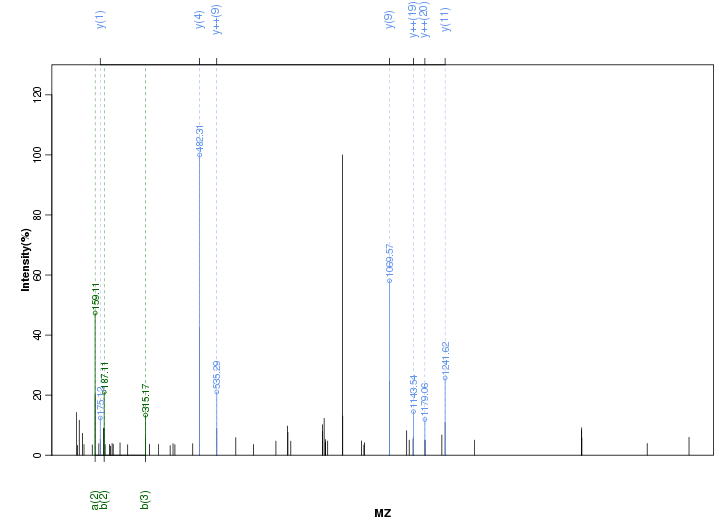 y(1)
y(4)
y++(9)
y(9)
y++(19)
y++(20)
y(11)
Intensity(%)
0
20
40
60
80
100
120
159.11
175.12
187.11
315.17
482.31
535.29
1069.57
1143.54
1179.06
1241.62
a(2)
b(2)
b(3)
MZ